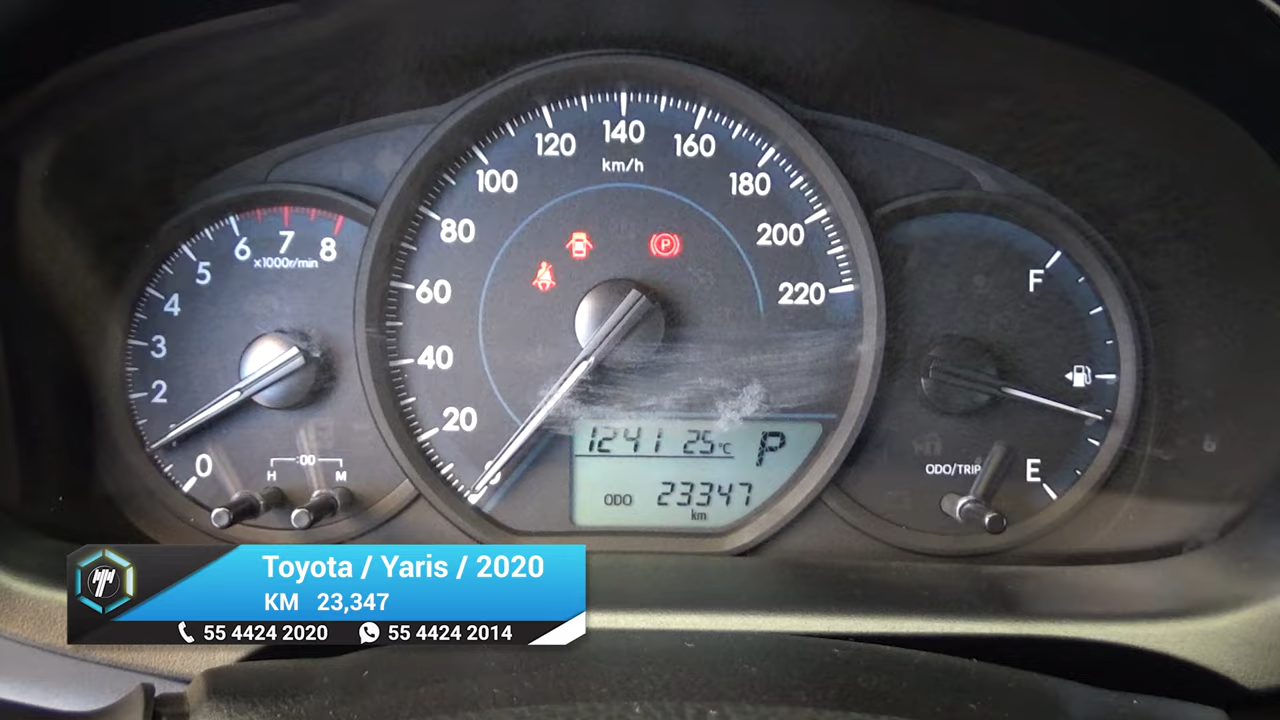 120 140 160
km/h
100 180
80 200
60 220
40
20
0
6 7 8
x1000r/min
5
4
3
2
0
:00
H M
P
1241 25°C P
ODO 23347
km
F
E
ODO/TRIP
Toyota / Yaris / 2020
KM 23,347
55 4424 2020 55 4424 2014